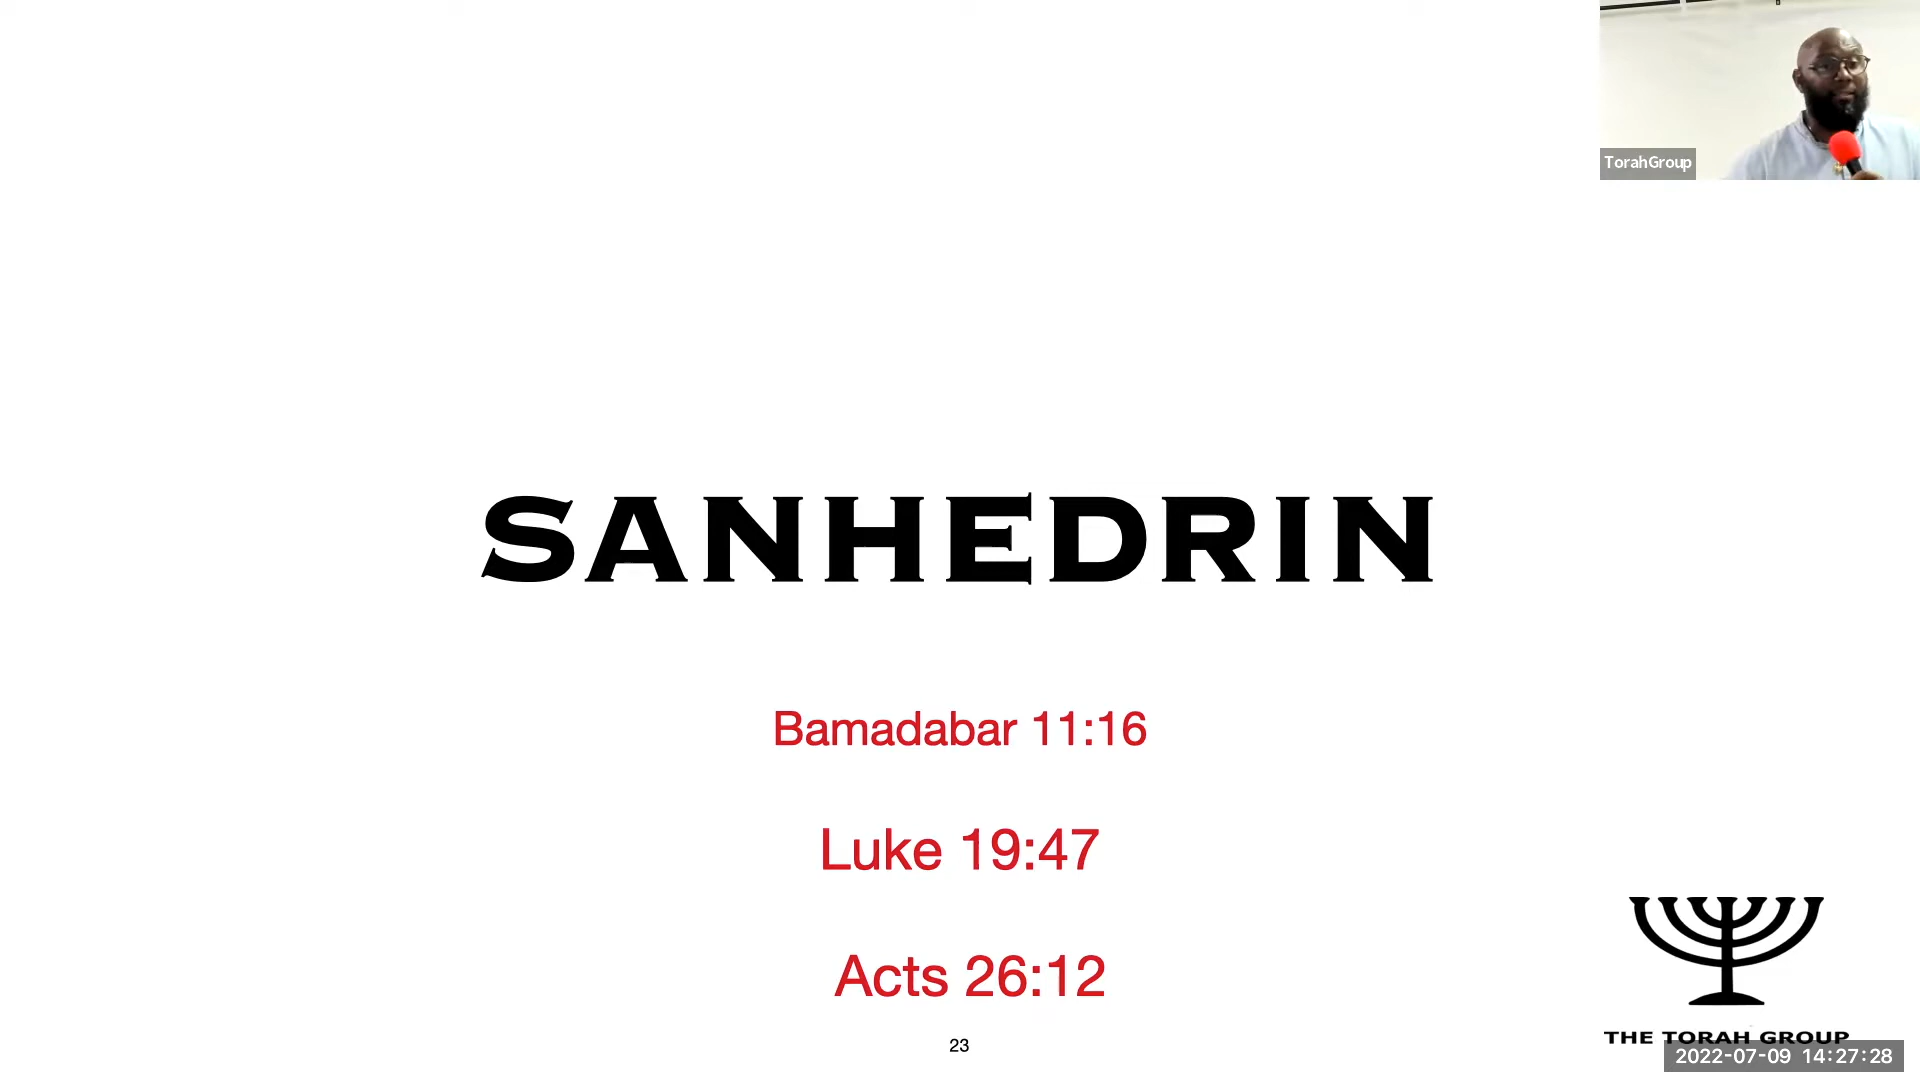 TorahGroup
SANHEDRIN
Bamadabar 11:16
Luke 19:47
Acts 26:12
23
THE TORAH GROUP
2022-07-09 14:27:28